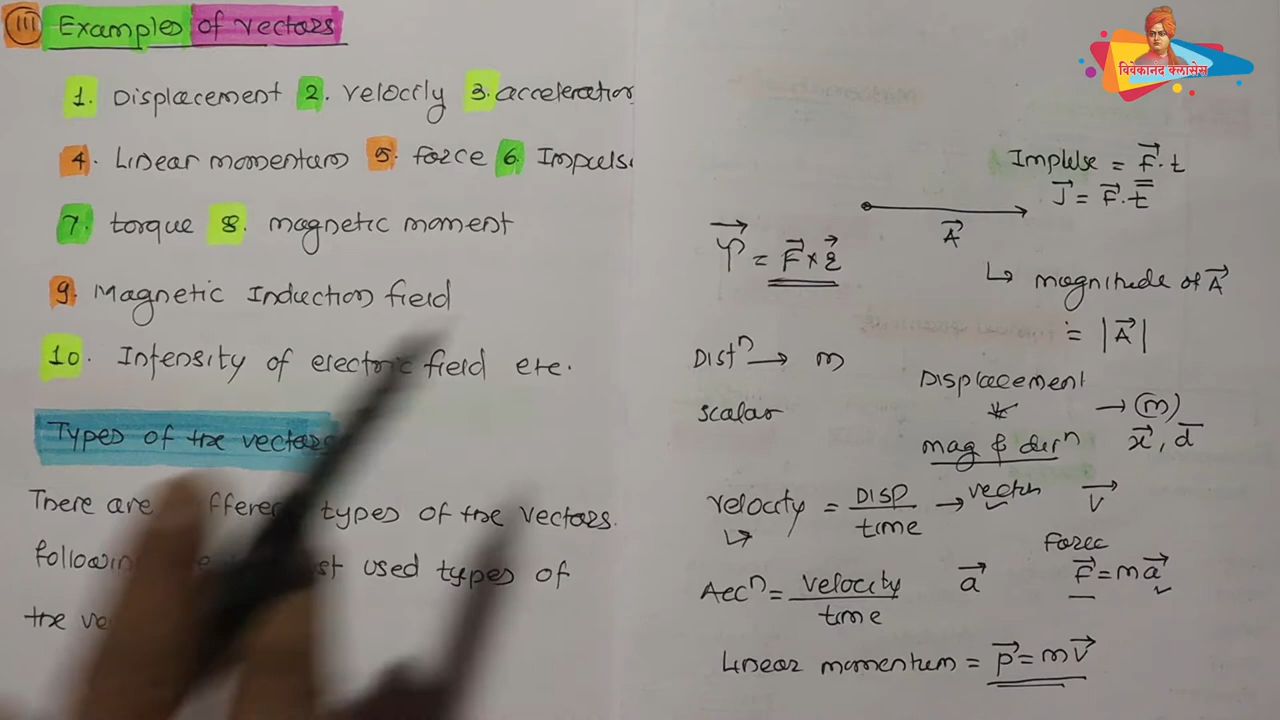 III Examples of vectors
1. Displacement 2. velocity 3. acceleration
4. Linear momentum 5. force 6. Impuls
7. torque 8. magnetic moment
9. Magnetic Induction field
10. Intensity of electric field etc.
Types of the vectors
There are types of the vectors.
used types of
the
विवेकानंद क्लासेस
Impulse = F⃗ . t
J⃗ = F⃗ . t
A⃗
= F⃗ × r⃗
↳ magnitude of A⃗
= |A⃗|
Distⁿ → m
scalar
Displacement
mag & dirⁿ
→ (m)
x⃗, d
velocity = DISP / time → vector V⃗
Accⁿ = velocity / time a⃗
force
F⃗ = ma⃗
Linear momentum = p⃗ = mv⃗